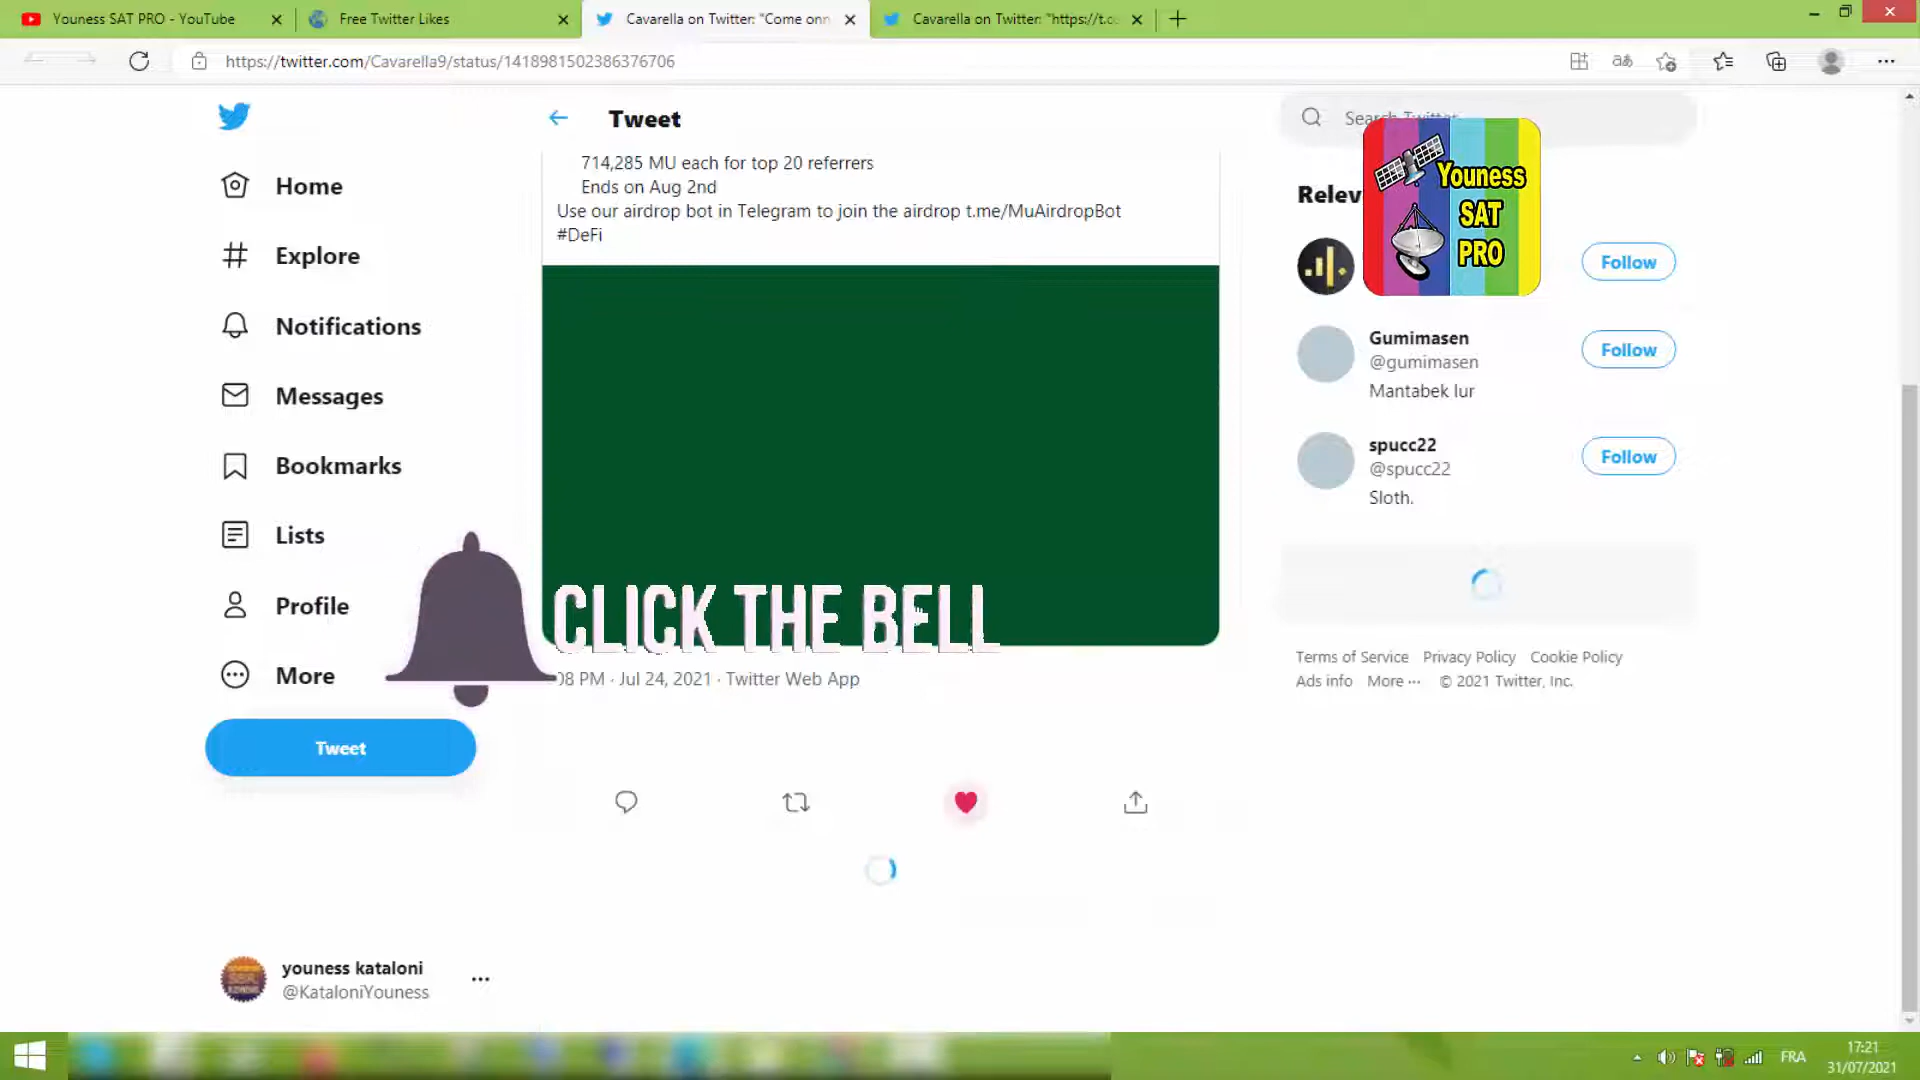 Youness SAT PRO - YouTube
Free Twitter Likes
Cavarella on Twitter: "Come onn
Cavarella on Twitter: "https://t.c
https://twitter.com/Cavarella9/status/1418981502386376706
Tweet
Search Twitter
714,285 MU each for top 20 referrers
Ends on Aug 2nd
Use our airdrop bot in Telegram to join the airdrop t.me/MuAirdropBot
#DeFi
Home
Explore
Notifications
Messages
Bookmarks
Lists
Profile
More
Tweet
Relev
Youness
SAT
PRO
Follow
Gumimasen
@gumimasen
Mantabek lur
Follow
spucc22
@spucc22
Sloth.
Follow
CLICK THE BELL
08 PM · Jul 24, 2021 · Twitter Web App
Terms of Service Privacy Policy Cookie Policy
Ads info More ··· © 2021 Twitter, Inc.
youness kataloni
@KataloniYouness
FRA
17:21
31/07/2021